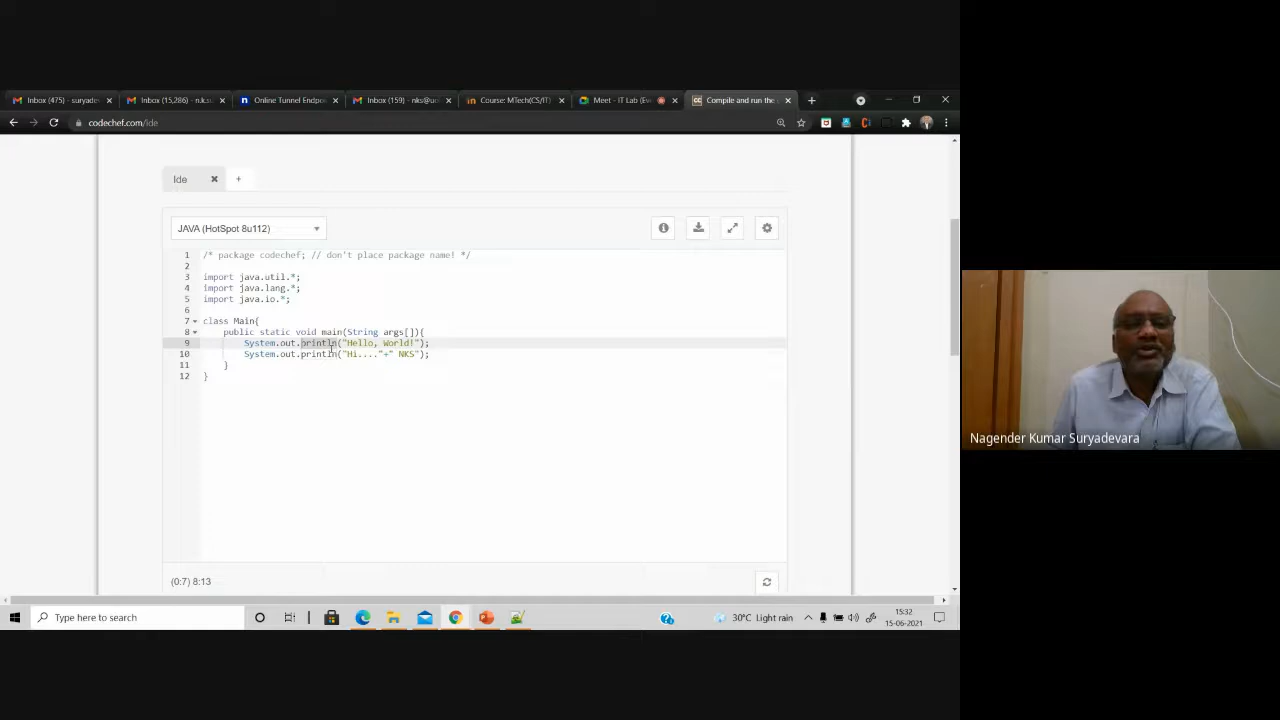 Inbox (475) - suryade
Inbox (15,286) - n.k.su
Online Tunnel Endpo
Inbox (159) - nks@uo
Course: MTech(CS/IT)
Meet - IT Lab (Ev
Compile and run the
codechef.com/ide
Ide
+
JAVA (HotSpot 8u112)
1 /* package codechef; // don't place package name! */
2
3 import java.util.*;
4 import java.lang.*;
5 import java.io.*;
6
7 class Main{
8 public static void main(String args[]){
9 System.out.println("Hello, World!");
10 System.out.println("Hi...."+" NKS");
11 }
12 }
(0:7) 8:13
Nagender Kumar Suryadevara
Type here to search
30°C Light rain
15:32
15-06-2021